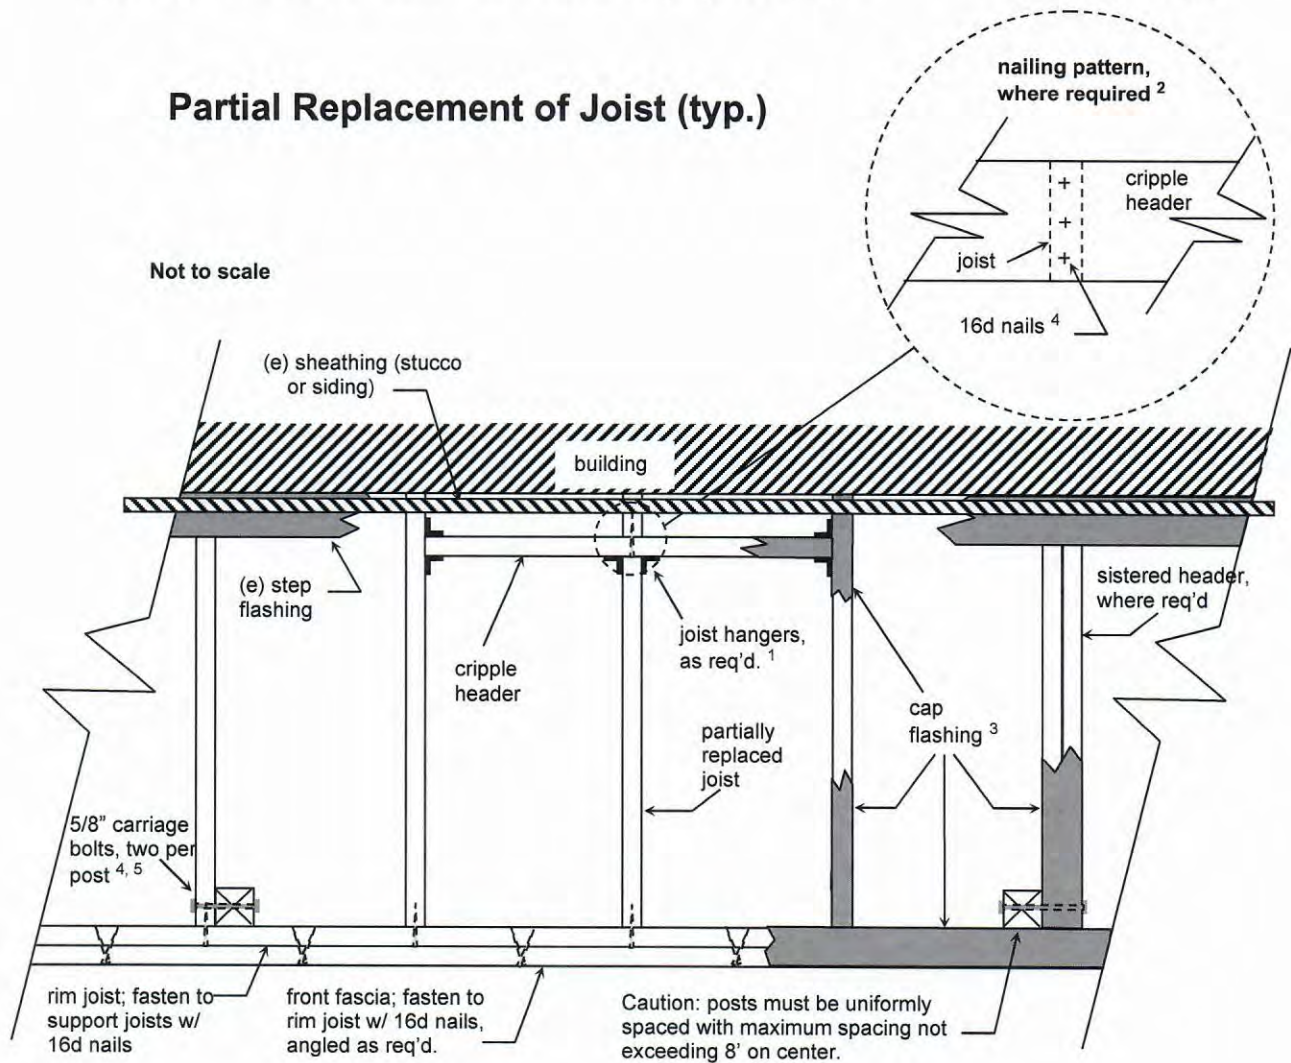 Partial Replacement of Joist (typ.)
nailing pattern,
where required 2
cripple
header
joist
16d nails 4
Not to scale
(e) sheathing (stucco
or siding)
building
(e) step
flashing
cripple
header
joist hangers,
as req'd. 1
sistered header,
where req'd
partially
replaced
joist
cap
flashing 3
5/8” carriage
bolts, two per
post 4, 5
rim joist; fasten to
support joists w/
16d nails
front fascia; fasten to
rim joist w/ 16d nails,
angled as req'd.
Caution: posts must be uniformly
spaced with maximum spacing not
exceeding 8' on center.